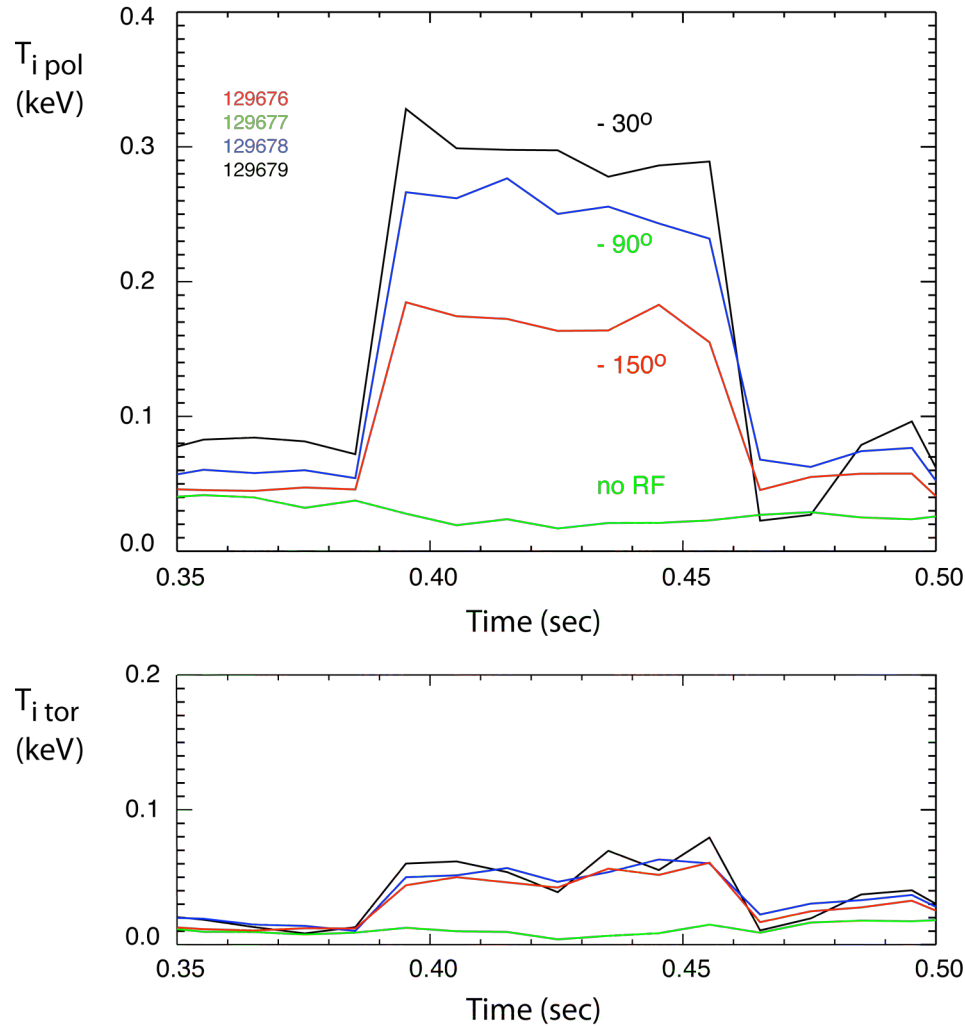 0.4
T i pol
(keV)
129676
129677
129678
129679
- 30º
0.3
- 90º
0.2
- 150º
0.1
no RF
0.0
0.35 0.40 0.45 0.50
Time (sec)
0.2
T i tor
(keV)
0.1
0.0
0.35 0.40 0.45 0.50
Time (sec)